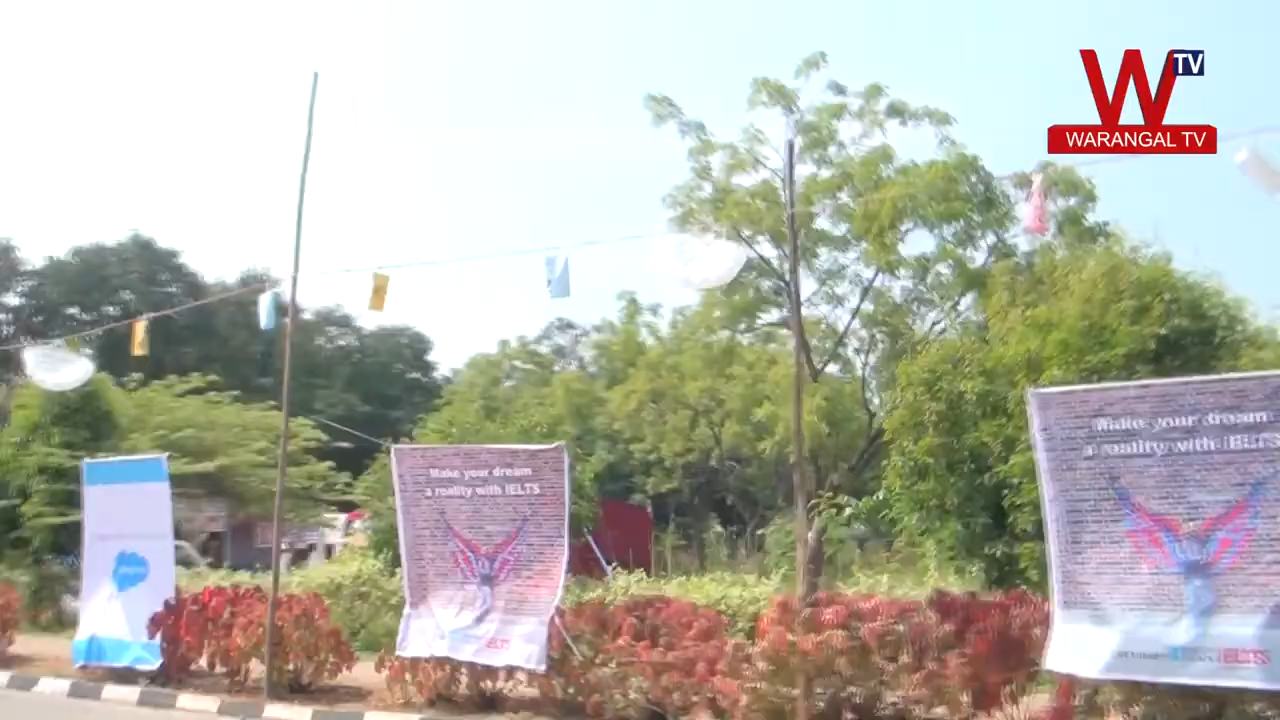 W TV
WARANGAL TV
Make your dream
a reality with IELTS
IELTS
Make your dream
a reality with IELTS
IELTS